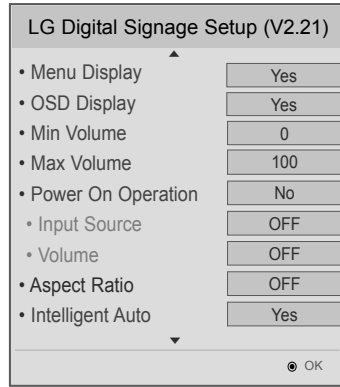 LG Digital Signage Setup (V2.21)
• Menu Display Yes
• OSD Display Yes
• Min Volume 0
• Max Volume 100
• Power On Operation No
• Input Source OFF
• Volume OFF
• Aspect Ratio OFF
• Intelligent Auto Yes
OK